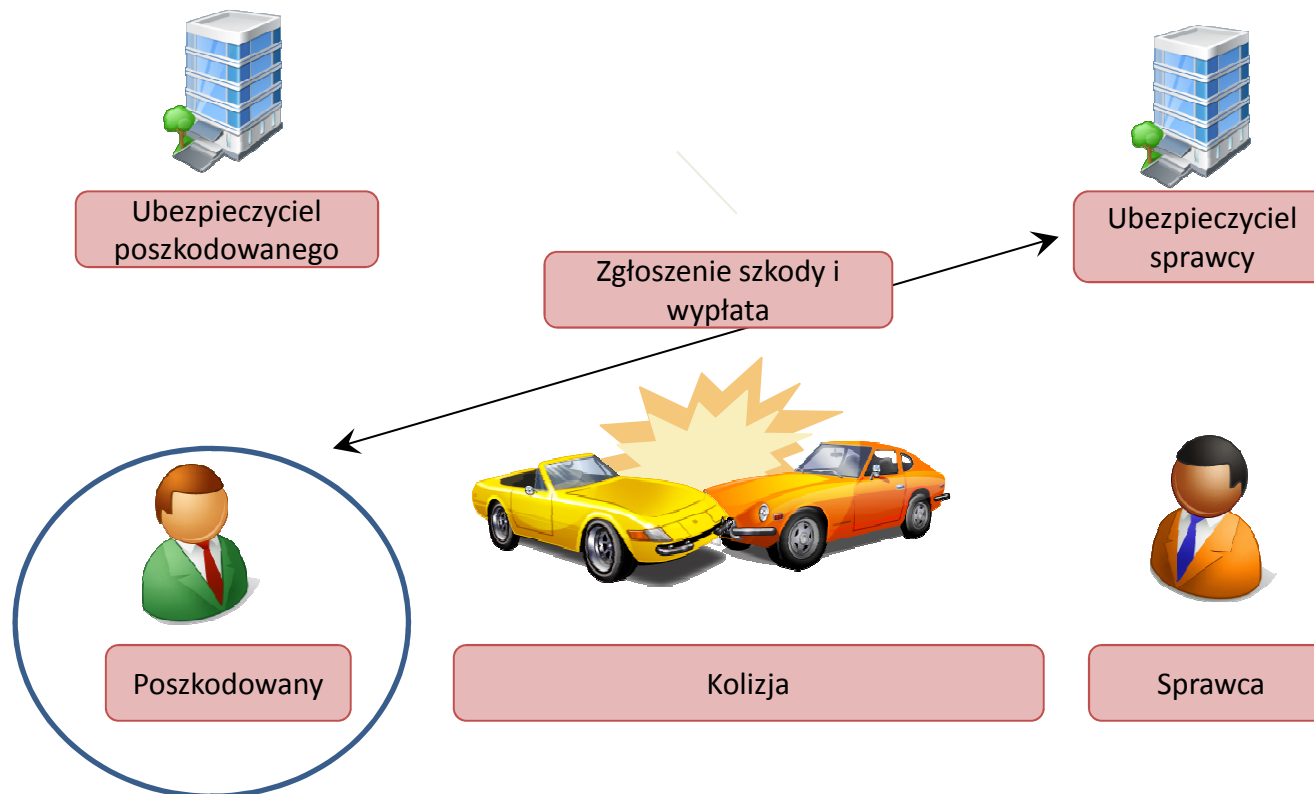 Ubezpieczyciel
poszkodowanego
Ubezpieczyciel
sprawcy
Zgłoszenie szkody i
wypłata
Poszkodowany
Kolizja
Sprawca